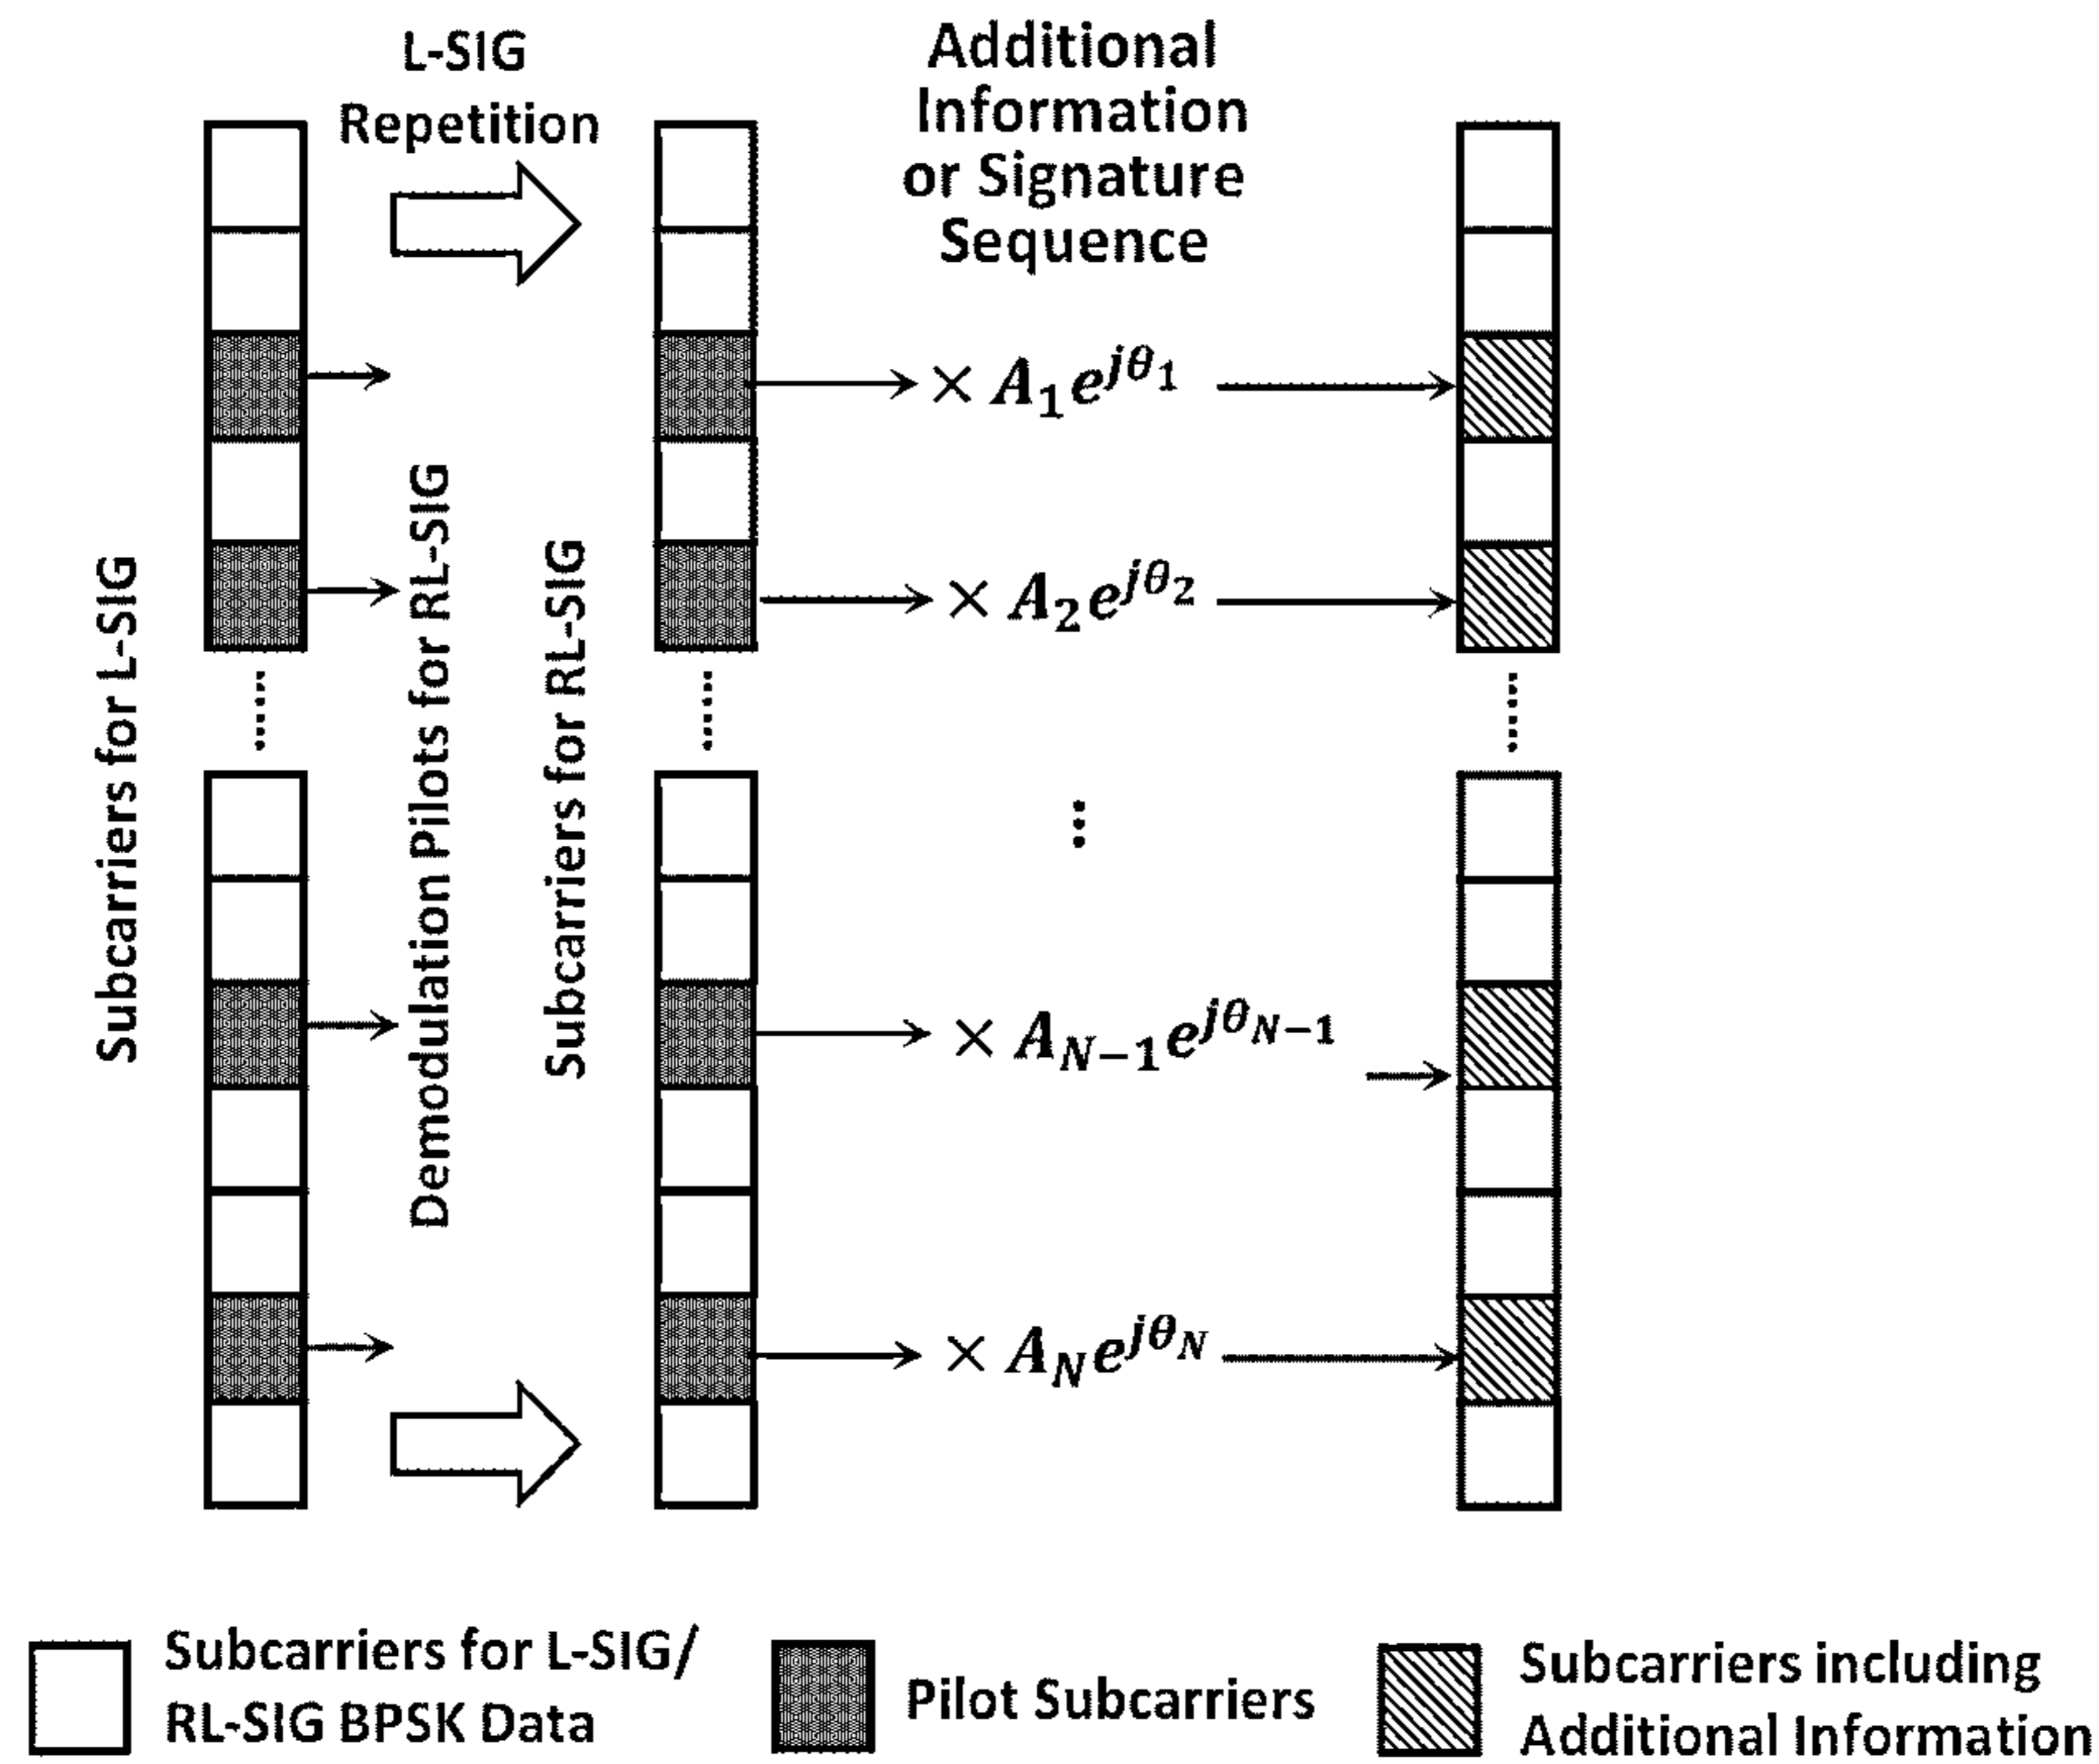 L-SIG
Repetition
Additional
Information
or Signature
Sequence
Subcarriers for L-SIG
Demodulation Pilots for RL-SIG
Subcarriers for RL-SIG
× A₁e^{jθ₁}
× A₂e^{jθ₂}
× A_{N−1}e^{jθ_{N−1}}
× A_N e^{jθ_N}
Subcarriers for L-SIG/
RL-SIG BPSK Data
Pilot Subcarriers
Subcarriers including
Additional Information